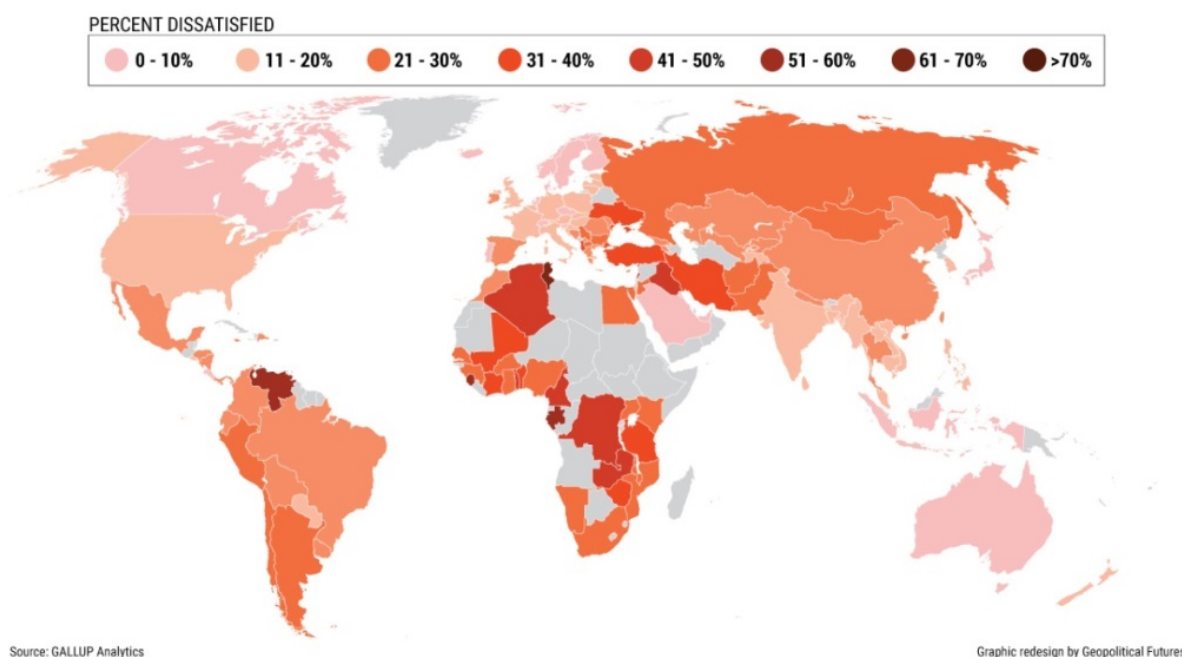 PERCENT DISSATISFIED
0 - 10% 11 - 20% 21 - 30% 31 - 40% 41 - 50% 51 - 60% 61 - 70% >70%
Source: GALLUP Analytics
Graphic redesign by Geopolitical Futures